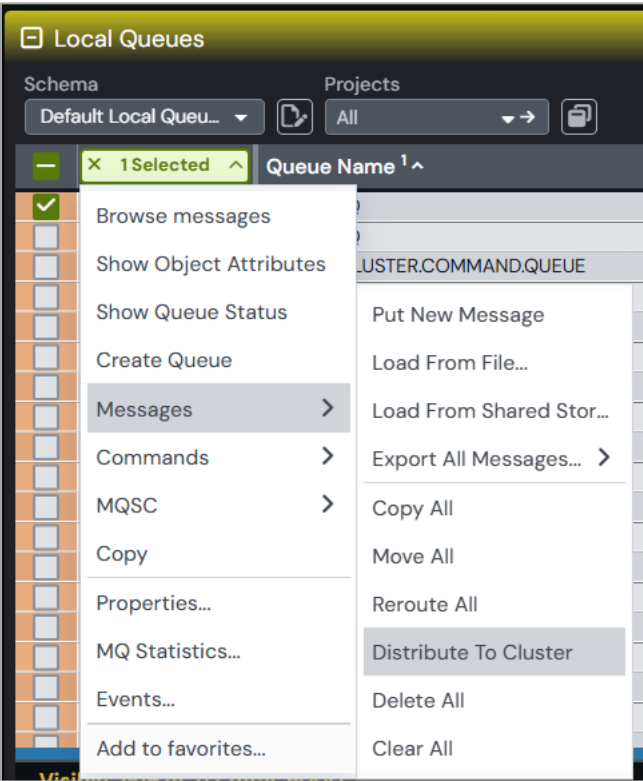 Local Queues
Schema
Projects
Default Local Queu...
All
1 Selected
Queue Name 1
Browse messages
Show Object Attributes
LUSTER.COMMAND.QUEUE
Show Queue Status
Put New Message
Create Queue
Load From File...
Messages
Load From Shared Stor...
Commands
Export All Messages...
MQSC
Copy All
Copy
Move All
Properties...
Reroute All
MQ Statistics...
Distribute To Cluster
Events...
Delete All
Add to favorites...
Clear All